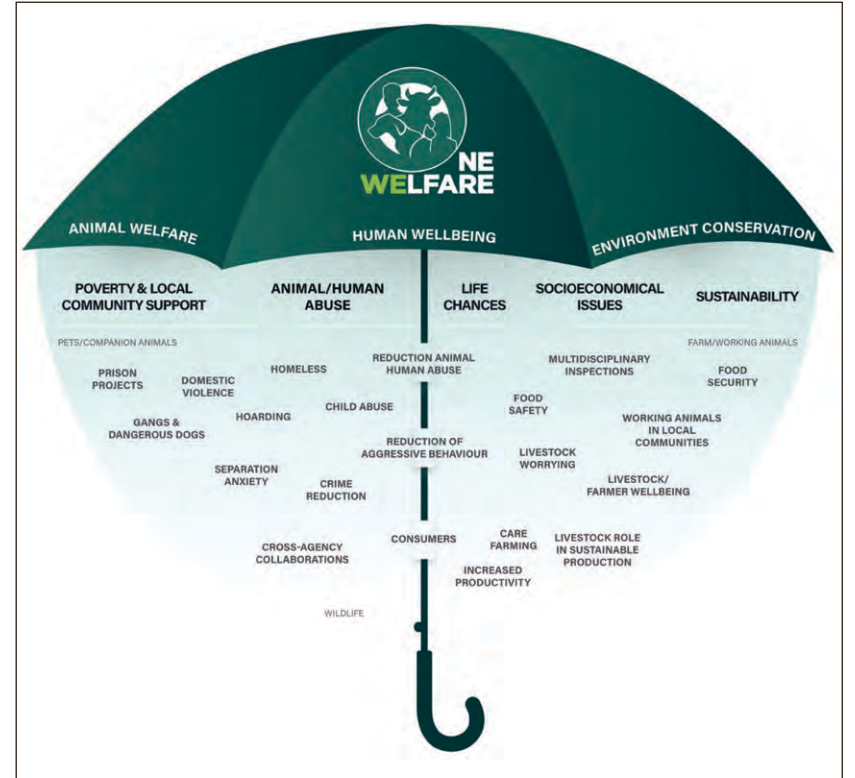 NE
WELFARE
ANIMAL WELFARE
HUMAN WELLBEING
ENVIRONMENT CONSERVATION
POVERTY & LOCAL
COMMUNITY SUPPORT
ANIMAL/HUMAN
ABUSE
LIFE
CHANCES
SOCIOECONOMICAL
ISSUES
SUSTAINABILITY
PETS/COMPANION ANIMALS
FARM/WORKING ANIMALS
PRISON
PROJECTS
DOMESTIC
VIOLENCE
HOMELESS
REDUCTION ANIMAL
HUMAN ABUSE
MULTIDISCIPLINARY
INSPECTIONS
FOOD
SECURITY
GANGS &
DANGEROUS DOGS
HOARDING
CHILD ABUSE
FOOD
SAFETY
WORKING ANIMALS
IN LOCAL
COMMUNITIES
REDUCTION OF
AGGRESSIVE BEHAVIOUR
LIVESTOCK
WORRYING
SEPARATION
ANXIETY
CRIME
REDUCTION
LIVESTOCK/
FARMER WELLBEING
CROSS-AGENCY
COLLABORATIONS
CONSUMERS
CARE
FARMING
LIVESTOCK ROLE
IN SUSTAINABLE
PRODUCTION
INCREASED
PRODUCTIVITY
WILDLIFE